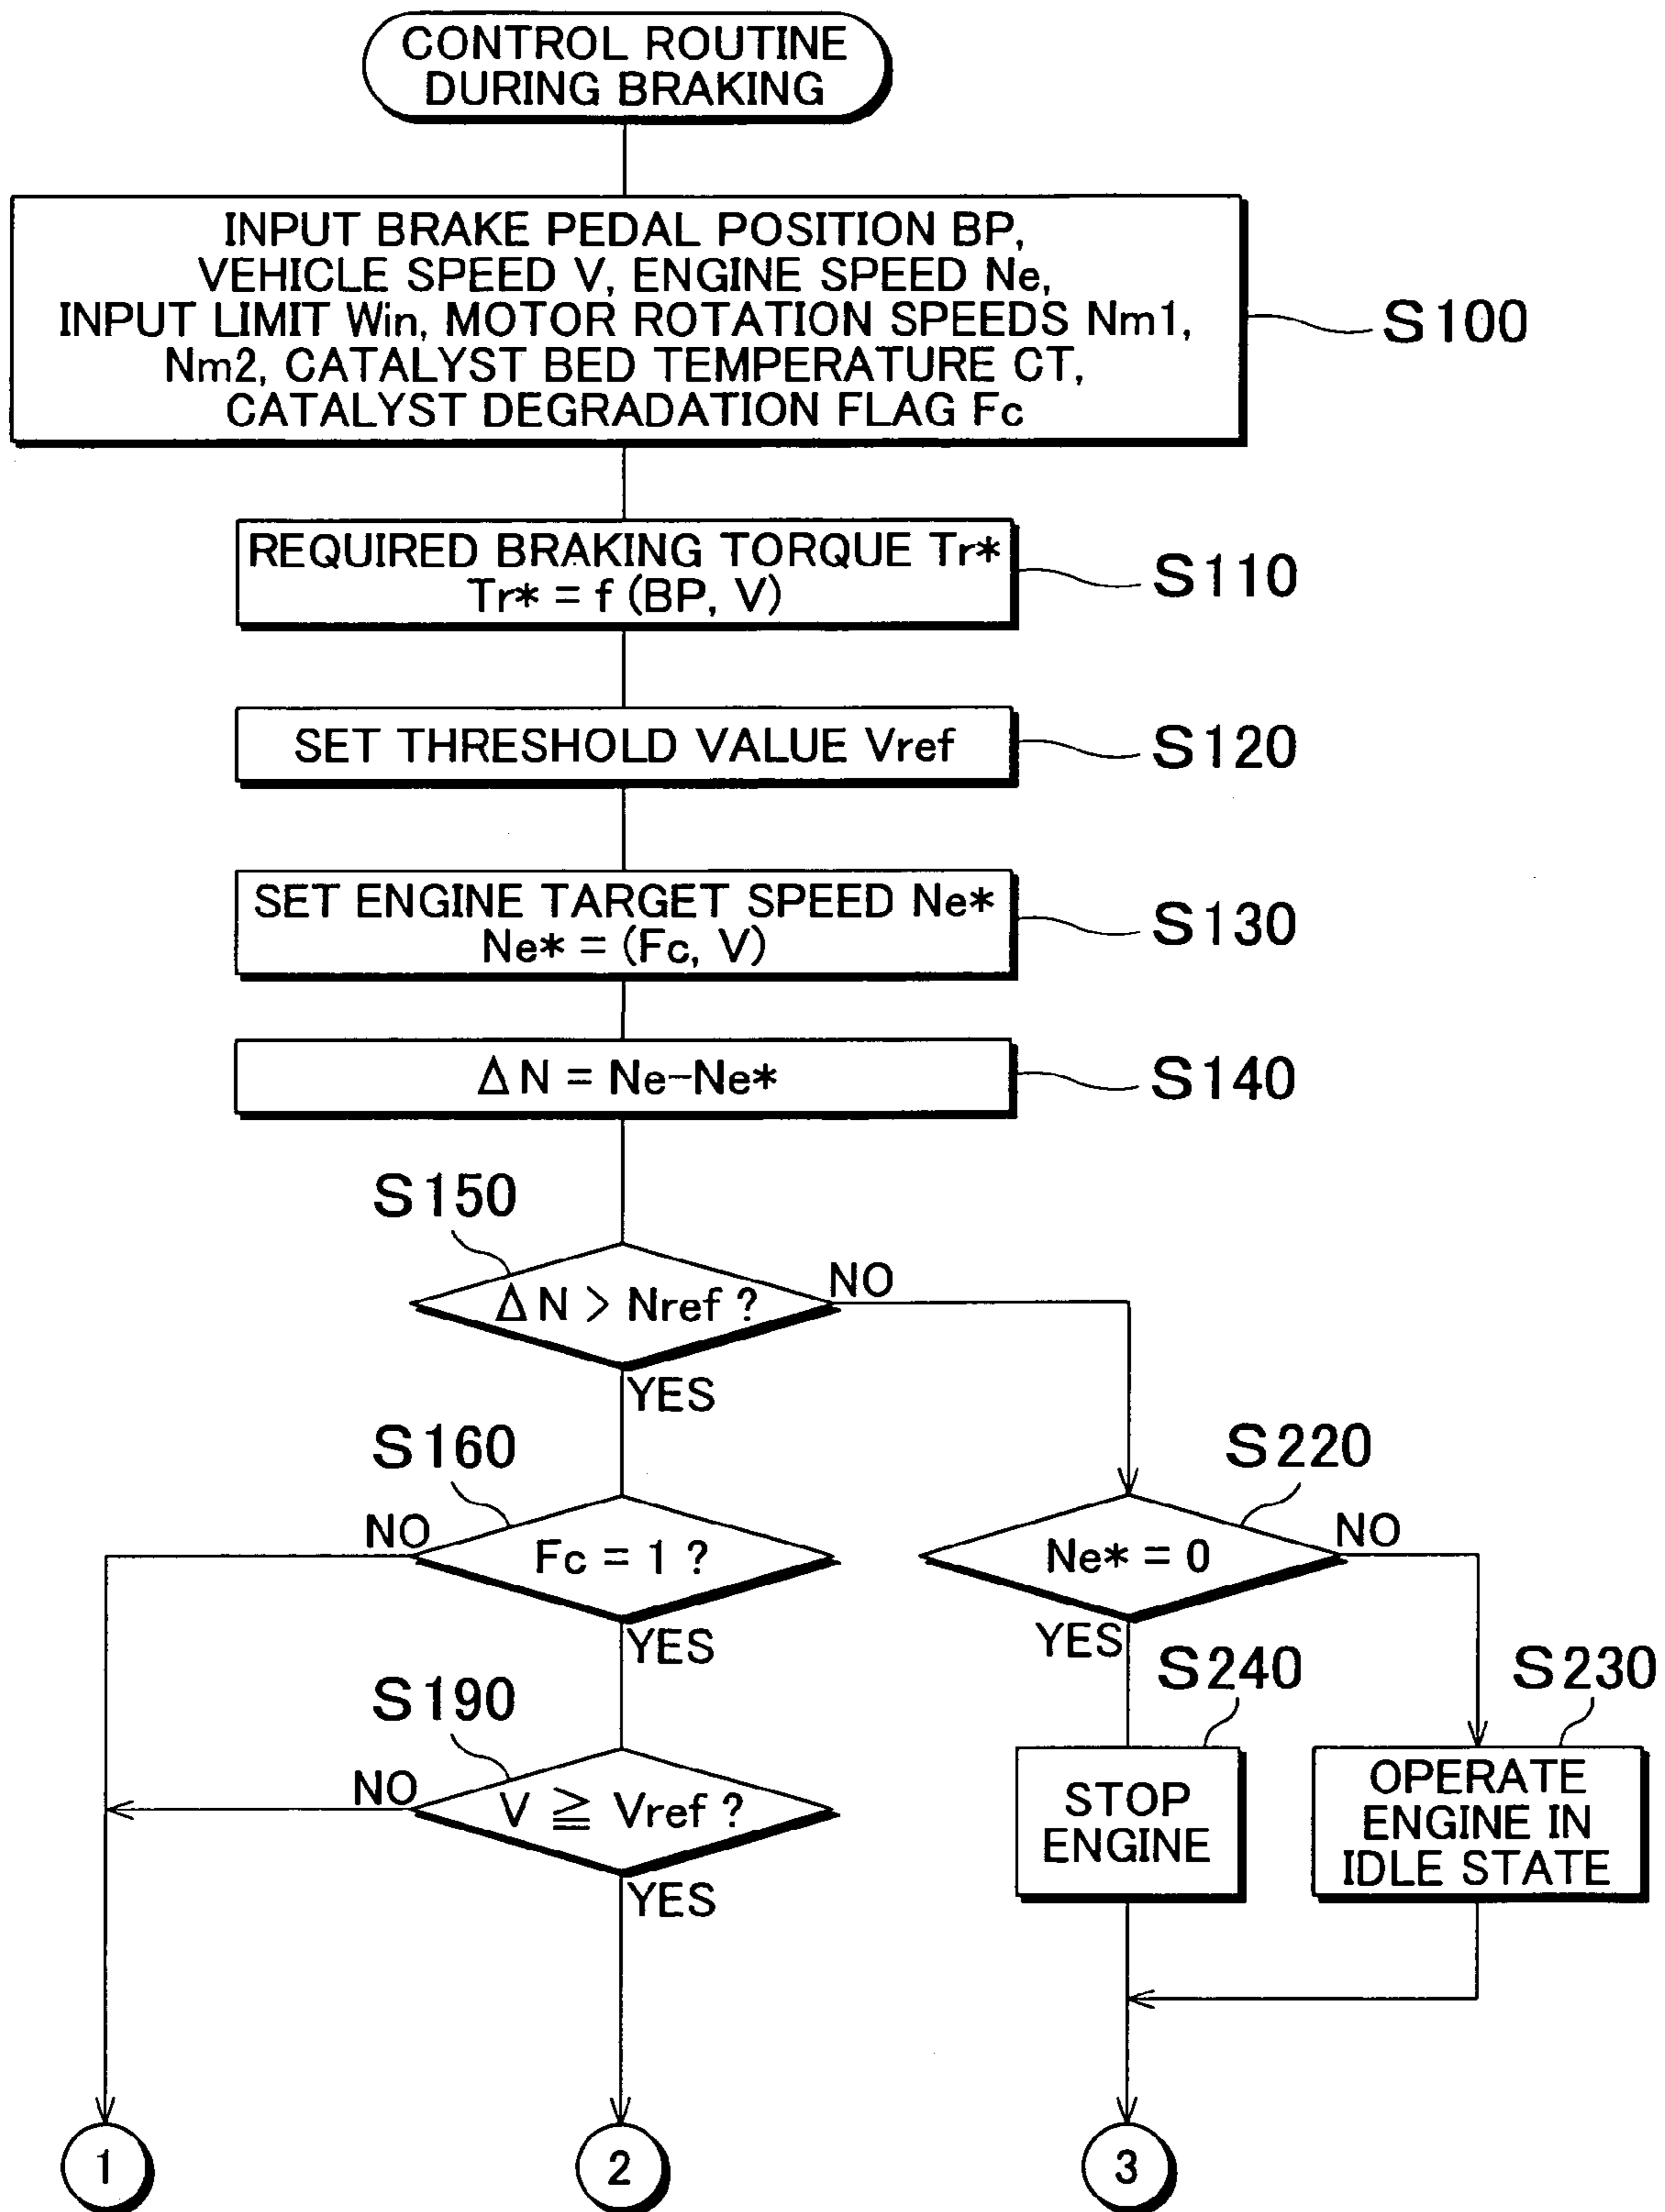 CONTROL ROUTINE
DURING BRAKING
INPUT BRAKE PEDAL POSITION BP,
VEHICLE SPEED V, ENGINE SPEED Ne,
INPUT LIMIT Win, MOTOR ROTATION SPEEDS Nm1,
Nm2, CATALYST BED TEMPERATURE CT,
CATALYST DEGRADATION FLAG Fc
S100
REQUIRED BRAKING TORQUE Tr*
Tr* = f (BP, V)
S110
SET THRESHOLD VALUE Vref
S120
SET ENGINE TARGET SPEED Ne*
Ne* = (Fc, V)
S130
ΔN = Ne-Ne*
S140
S150
ΔN > Nref ?
NO
YES
S160
NO
Fc = 1 ?
YES
S220
Ne* = 0
NO
YES
S190
NO
V ≧ Vref ?
YES
S240
STOP
ENGINE
S230
OPERATE
ENGINE IN
IDLE STATE
1
2
3